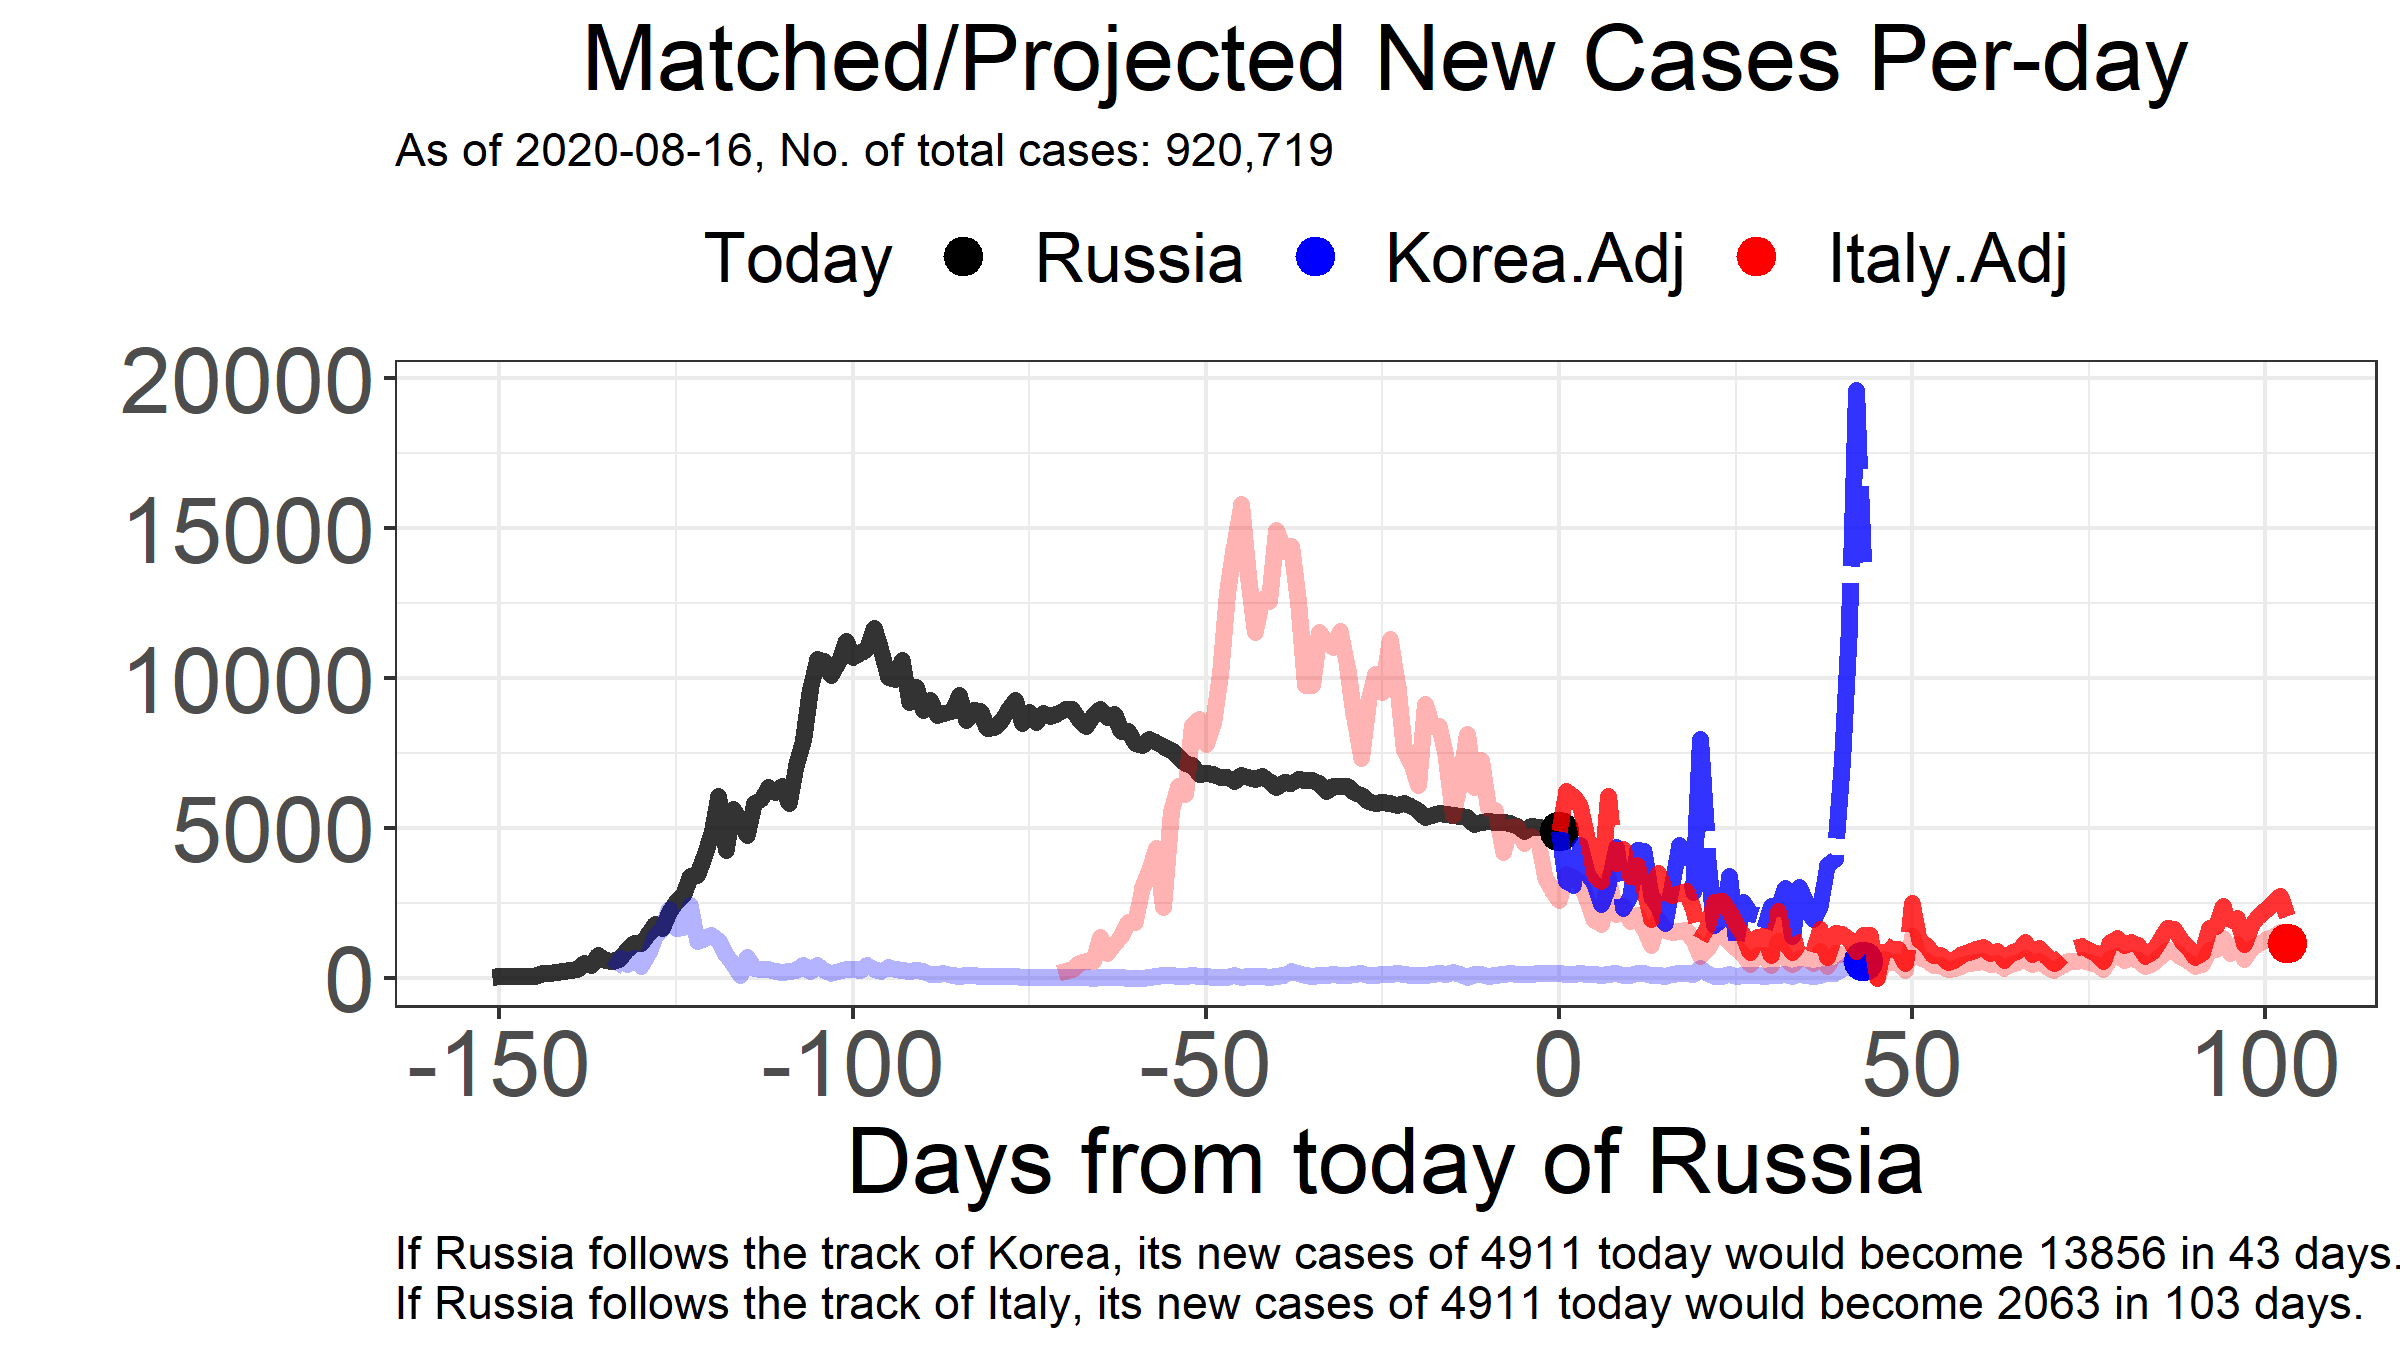 Matched/Projected New Cases Per-day
As of 2020-08-16, No. of total cases: 920,719
Today Russia Korea.Adj Italy.Adj
20000
15000
10000
5000
0
-150 -100 -50 0 50 100
Days from today of Russia
If Russia follows the track of Korea, its new cases of 4911 today would become 13856 in 43 days.
If Russia follows the track of Italy, its new cases of 4911 today would become 2063 in 103 days.